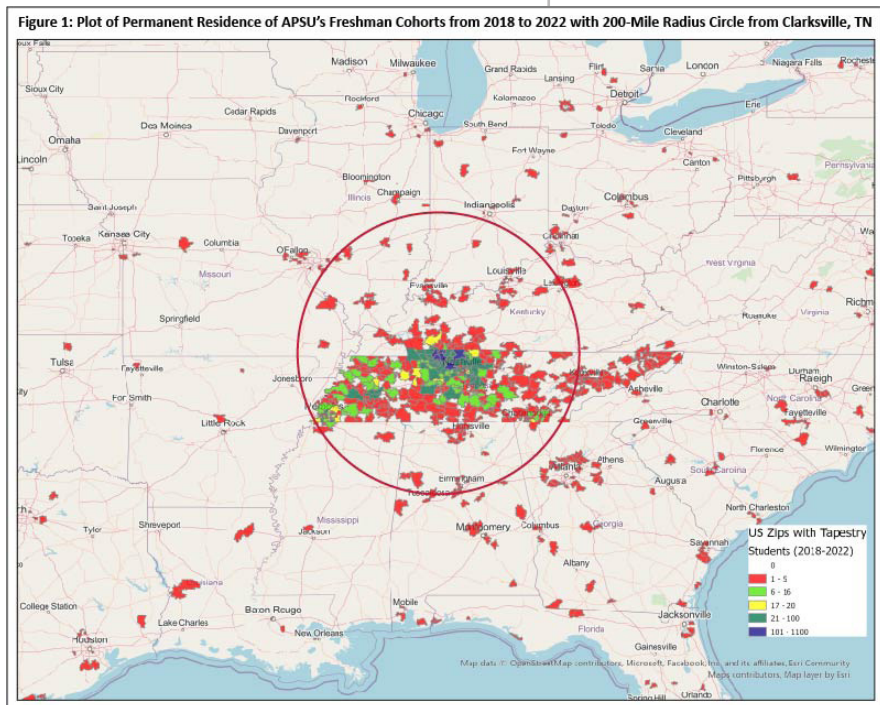 Figure 1: Plot of Permanent Residence of APSU's Freshman Cohorts from 2018 to 2022 with 200-Mile Radius Circle from Clarksville, TN
Sioux Falls
Madison
Milwaukee
Grand Rapids
Flint
Sarnia
London
Niagara Falls
Rochester
Lansing
Sioux City
Rockford
Kalamazoo
Detroit
Cedar Rapids
Chicago
Erie
Des Moines
Davenport
South Bend
Toledo
Omaha
Cleveland
Fort Wayne
Canton
Pennsylvania
Lincoln
Bloomington
Pittsburgh
Illinois
Champaign
Saint Joseph
Indianapolis
Dayton
Columbus
Kansas City
Topeka
Columbia
O'Fallon
Cincinnati
Missouri
West Virginia
Louisville
Evansville
Kentucky
Richm
Springfield
Roanoke
Virginia
Tulsa
Fayetteville
Jonesboro
Winston-Salem
Durham
Raleigh
Asheville
Fort Smith
Charlotte
North Carolina
Fayetteville
Little Rock
Huntsville
Greenville
Florence
Wilmington
Athens
Atlanta
South Carolina
Birmingham
Augusta
Tuscaloosa
North Charleston
Mississippi
Montgomery
Columbus
Georgia
Tyler
Shreveport
Jackson
Savannah
Albany
College Station
Mobile
Lake Charles
Baton Rouge
Jacksonville
Houston
New Orleans
Florida
Gainesville
Spring Hill
Orlando
US Zips with Tapestry
Students (2018-2022)
0
1 - 5
6 - 16
17 - 20
21 - 100
101 - 1100
Map data © OpenStreetMap contributors, Microsoft, Facebook, Inc. and its affiliates, Esri Community
Maps contributors, Map layer by Esri